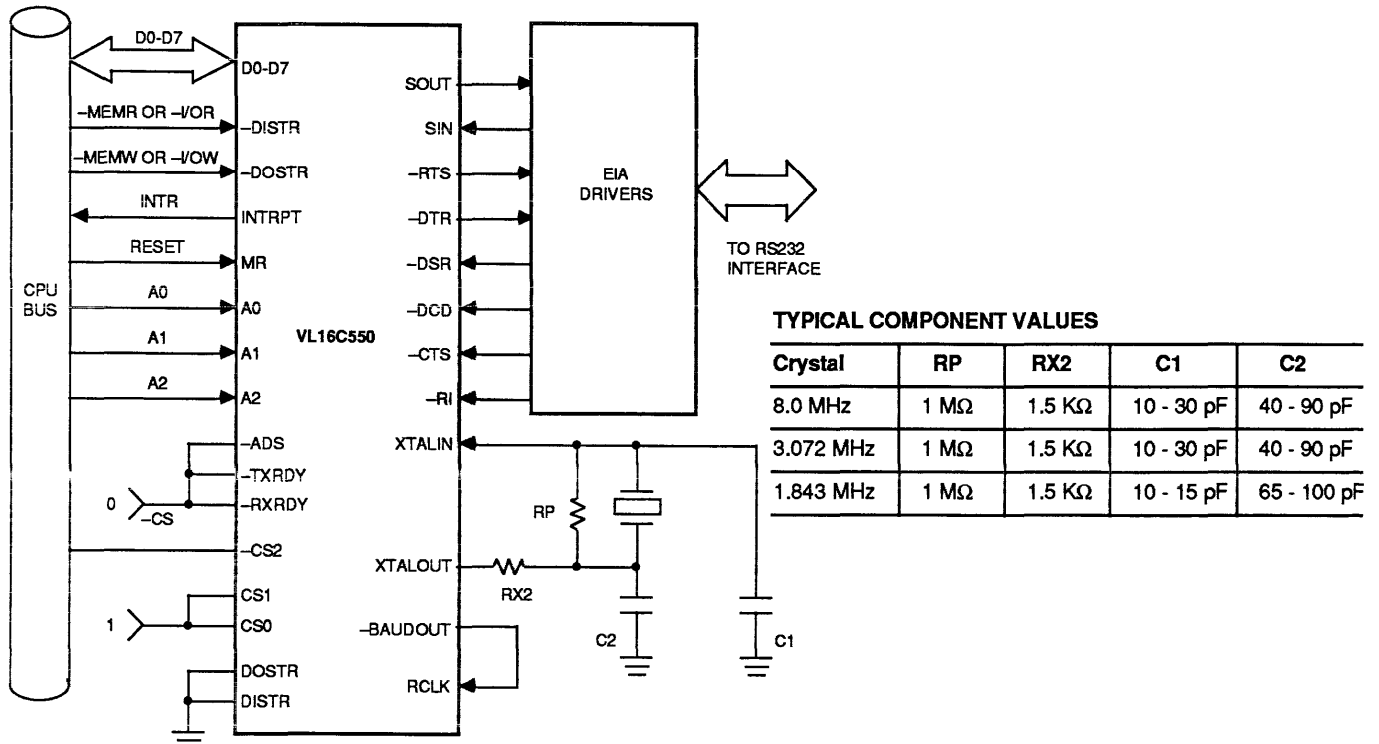 CPU
BUS
D0-D7
–MEMR OR –I/OR
–MEMW OR –I/OW
INTR
RESET
A0
A1
A2
0
–CS
1
D0-D7
–DISTR
–DOSTR
INTRPT
MR
A0
A1
A2
–ADS
–TXRDY
–RXRDY
–CS2
CS1
CS0
DOSTR
DISTR
VL16C550
SOUT
SIN
–RTS
–DTR
–DSR
–DCD
–CTS
–RI
XTALIN
XTALOUT
–BAUDOUT
RCLK
EIA
DRIVERS
TO RS232
INTERFACE
RP
RX2
C2
C1
TYPICAL COMPONENT VALUES
Crystal RP RX2 C1 C2
8.0 MHz 1 MΩ 1.5 KΩ 10 - 30 pF 40 - 90 pF
3.072 MHz 1 MΩ 1.5 KΩ 10 - 30 pF 40 - 90 pF
1.843 MHz 1 MΩ 1.5 KΩ 10 - 15 pF 65 - 100 pF